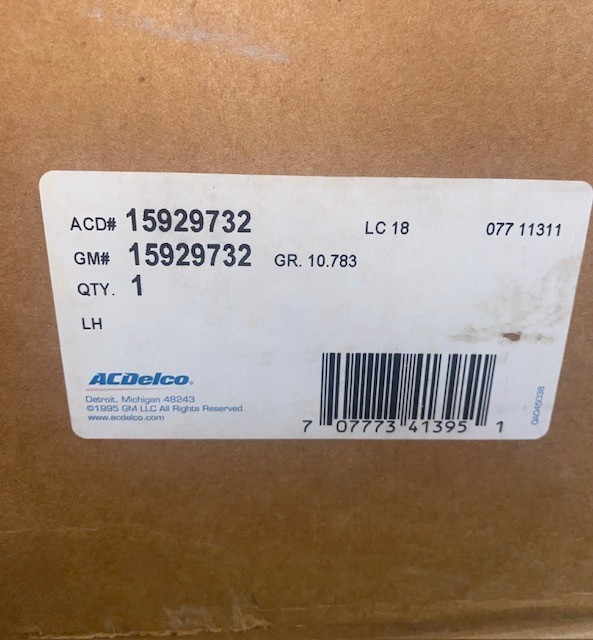 ACD# 15929732 LC 18 077 11311
GM# 15929732 GR. 10.783
QTY. 1
LH
ACDelco®
Detroit, Michigan 48243
©1995 GM LLC All Rights Reserved.
www.acdelco.com
7 07773 41395 1